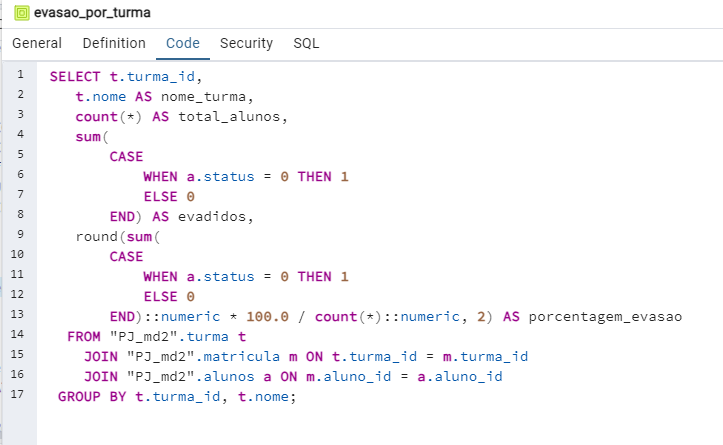 evasao_por_turma
General Definition Code Security SQL
1 SELECT t.turma_id,
2 t.nome AS nome_turma,
3 count(*) AS total_alunos,
4 sum(
5 CASE
6 WHEN a.status = 0 THEN 1
7 ELSE 0
8 END) AS evadidos,
9 round(sum(
10 CASE
11 WHEN a.status = 0 THEN 1
12 ELSE 0
13 END)::numeric * 100.0 / count(*)::numeric, 2) AS porcentagem_evasao
14 FROM "PJ_md2".turma t
15 JOIN "PJ_md2".matricula m ON t.turma_id = m.turma_id
16 JOIN "PJ_md2".alunos a ON m.aluno_id = a.aluno_id
17 GROUP BY t.turma_id, t.nome;